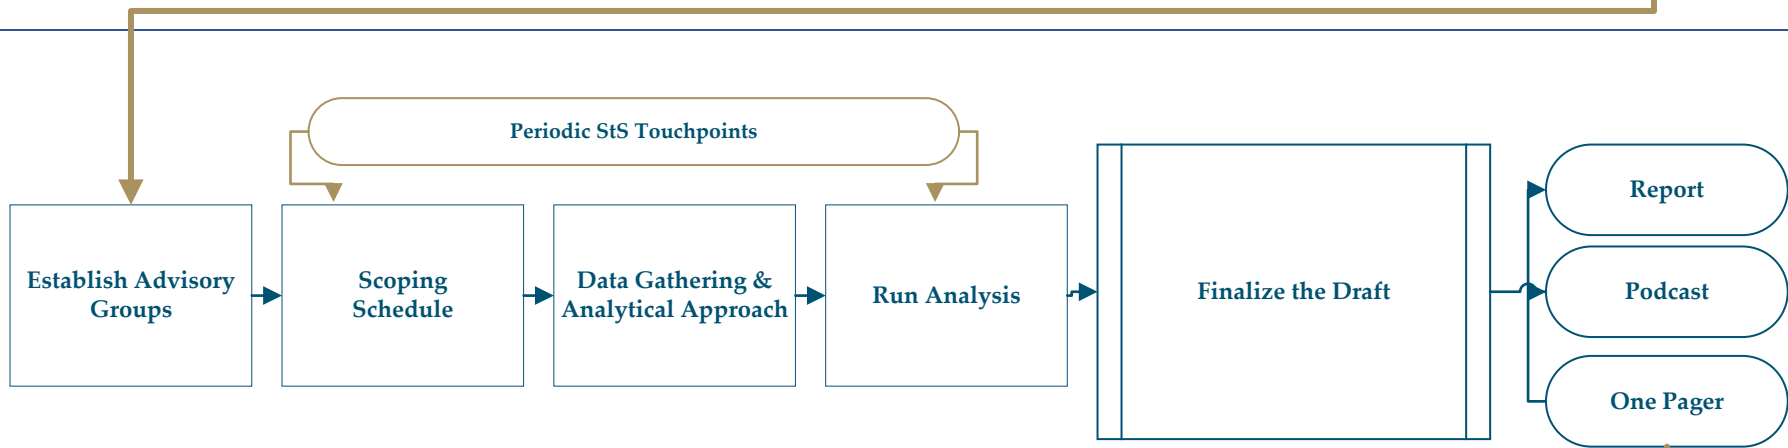 Periodic StS Touchpoints
Establish Advisory
Groups
Scoping
Schedule
Data Gathering &
Analytical Approach
Run Analysis
Finalize the Draft
Report
Podcast
One Pager